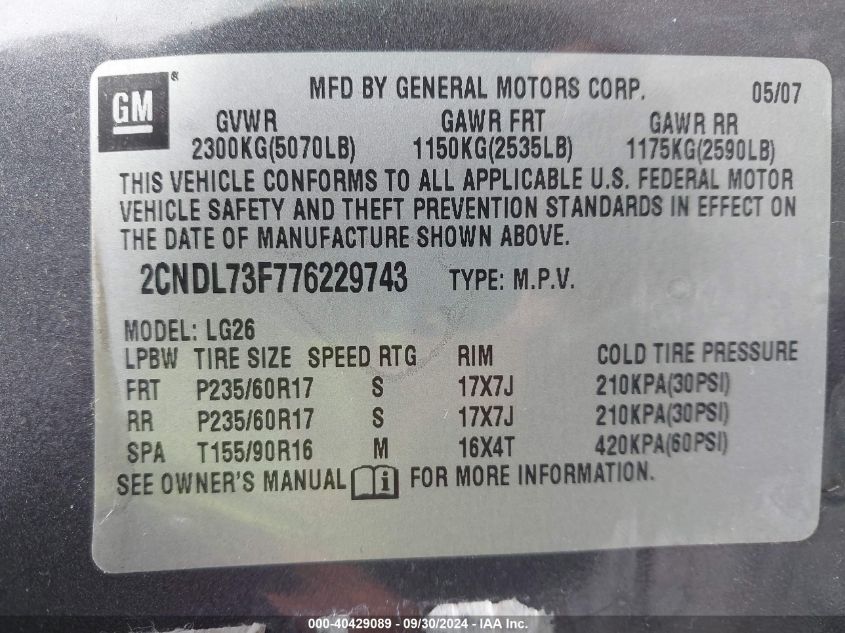 GM ®
MFD BY GENERAL MOTORS CORP. 05/07
GVWR GAWR FRT GAWR RR
2300KG(5070LB) 1150KG(2535LB) 1175KG(2590LB)
THIS VEHICLE CONFORMS TO ALL APPLICABLE U.S. FEDERAL MOTOR
VEHICLE SAFETY AND THEFT PREVENTION STANDARDS IN EFFECT ON
THE DATE OF MANUFACTURE SHOWN ABOVE.
2CNDL73F776229743 TYPE: M.P.V.
MODEL: LG26
LPBW TIRE SIZE SPEED RTG RIM COLD TIRE PRESSURE
FRT P235/60R17 S 17X7J 210KPA(30PSI)
RR P235/60R17 S 17X7J 210KPA(30PSI)
SPA T155/90R16 M 16X4T 420KPA(60PSI)
SEE OWNER'S MANUAL i FOR MORE INFORMATION.
000-40429089 - 09/30/2024 - IAA Inc.